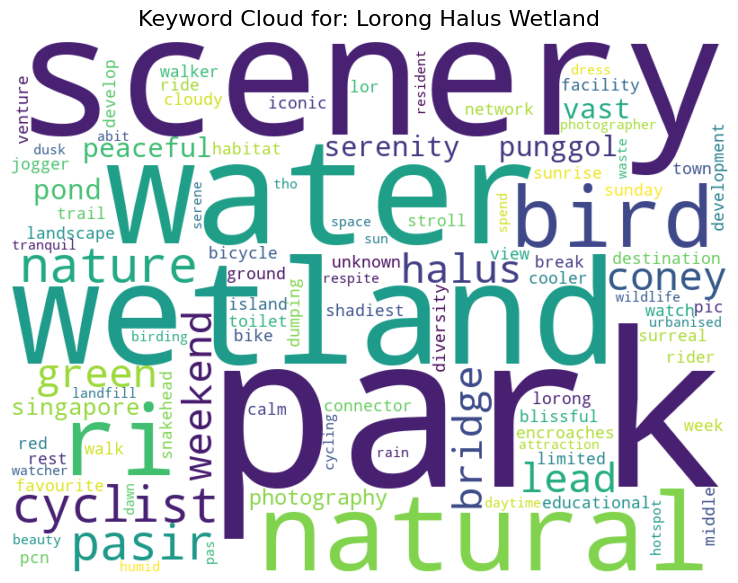 Keyword Cloud for: Lorong Halus Wetland
scenery
venture
develop
walker
ride
cloudy
iconic
lor
resident
network
dress
facility
vast
photographer
abit
dusk
jogger
peaceful
habitat
serenity
punggol
waste
town
development
water
bird
sunrise
sunday
pond
trail
landscape
tranquil
serene
tho
space
sun
stroll
spend
view
nature
bicycle
ground
unknown
respite
halus
break
cooler
destination
coney
wildlife
pic
wetland
birding
island
toilet
bike
dumping
shadiest
diversity
watch
urbanised
surreal
rider
green
landfill
singapore
snakehead
weekend
park
calm
connector
cycling
rain
bridge
lorong
blissful
encroaches
attraction
limited
week
ri
red
rest
watcher
walk
favourite
dawn
lead
cyclist
photography
natural
daytime
educational
middle
hotspot
beauty
pcn
pasir
humid
pas